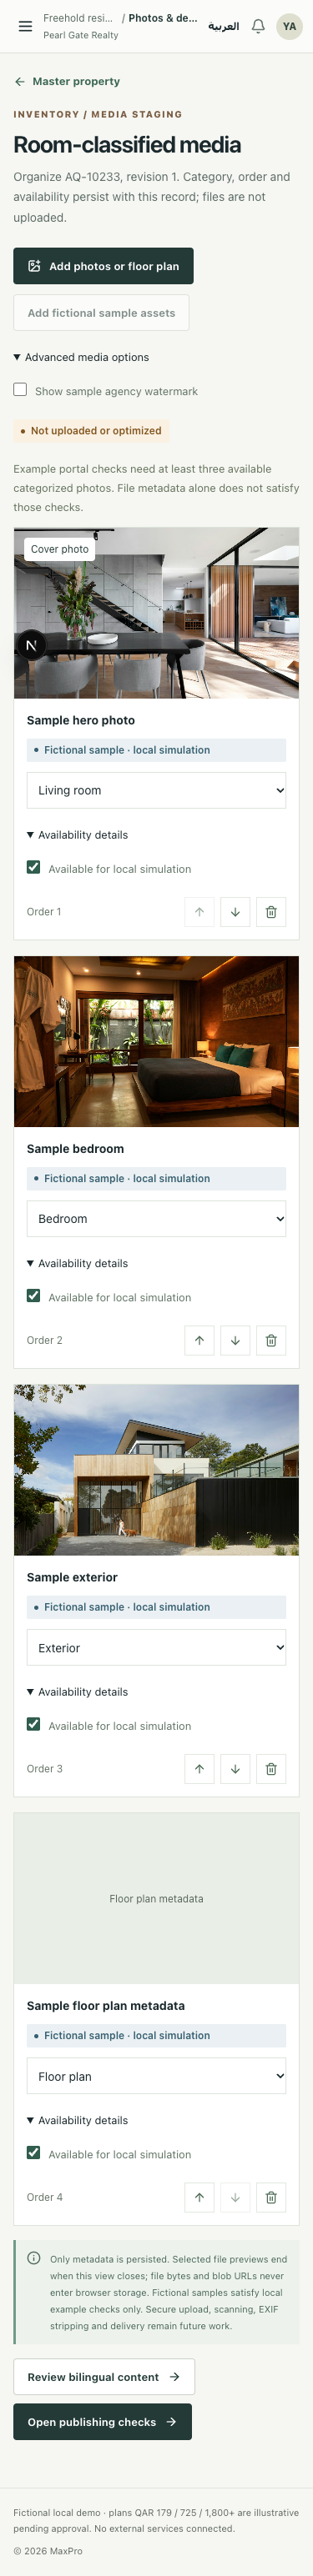 Freehold resi... / Photos & de...
Pearl Gate Realty
العربية
YA
Master property
INVENTORY / MEDIA STAGING
Room-classified media
Organize AQ-10233, revision 1. Category, order and
availability persist with this record; files are not
uploaded.
Add photos or floor plan
Add fictional sample assets
Advanced media options
Show sample agency watermark
Not uploaded or optimized
Example portal checks need at least three available
categorized photos. File metadata alone does not satisfy
those checks.
Cover photo
N
Sample hero photo
Fictional sample · local simulation
Living room
Availability details
Available for local simulation
Order 1
Sample bedroom
Fictional sample · local simulation
Bedroom
Availability details
Available for local simulation
Order 2
Sample exterior
Fictional sample · local simulation
Exterior
Availability details
Available for local simulation
Order 3
Floor plan metadata
Sample floor plan metadata
Fictional sample · local simulation
Floor plan
Availability details
Available for local simulation
Order 4
Only metadata is persisted. Selected file previews end
when this view closes; file bytes and blob URLs never
enter browser storage. Fictional samples satisfy local
example checks only. Secure upload, scanning, EXIF
stripping and delivery remain future work.
Review bilingual content
Open publishing checks
Fictional local demo · plans QAR 179 / 725 / 1,800+ are illustrative
pending approval. No external services connected.
© 2026 MaxPro